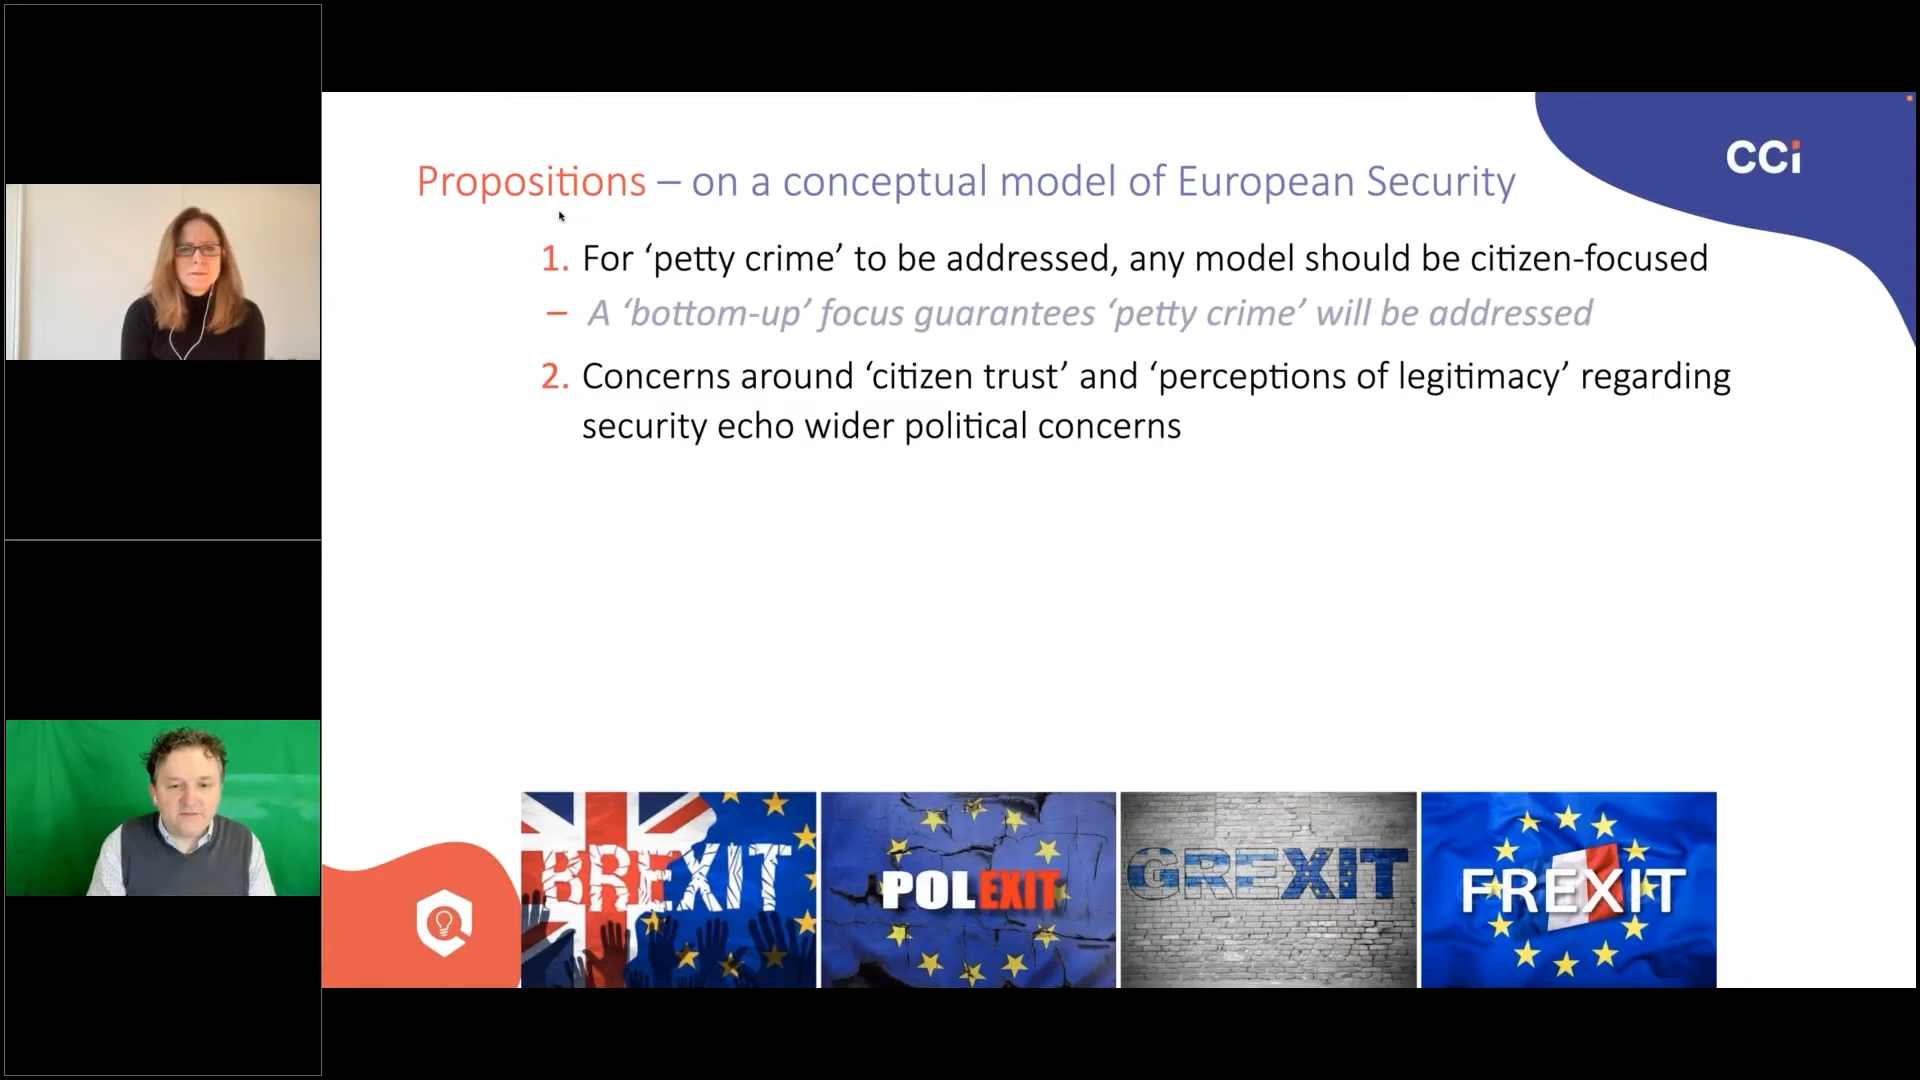 CCi
Propositions – on a conceptual model of European Security
1. For ‘petty crime’ to be addressed, any model should be citizen-focused
– A ‘bottom-up’ focus guarantees ‘petty crime’ will be addressed
2. Concerns around ‘citizen trust’ and ‘perceptions of legitimacy’ regarding
security echo wider political concerns
BREXIT
POLEXIT
GREXIT
FREXIT